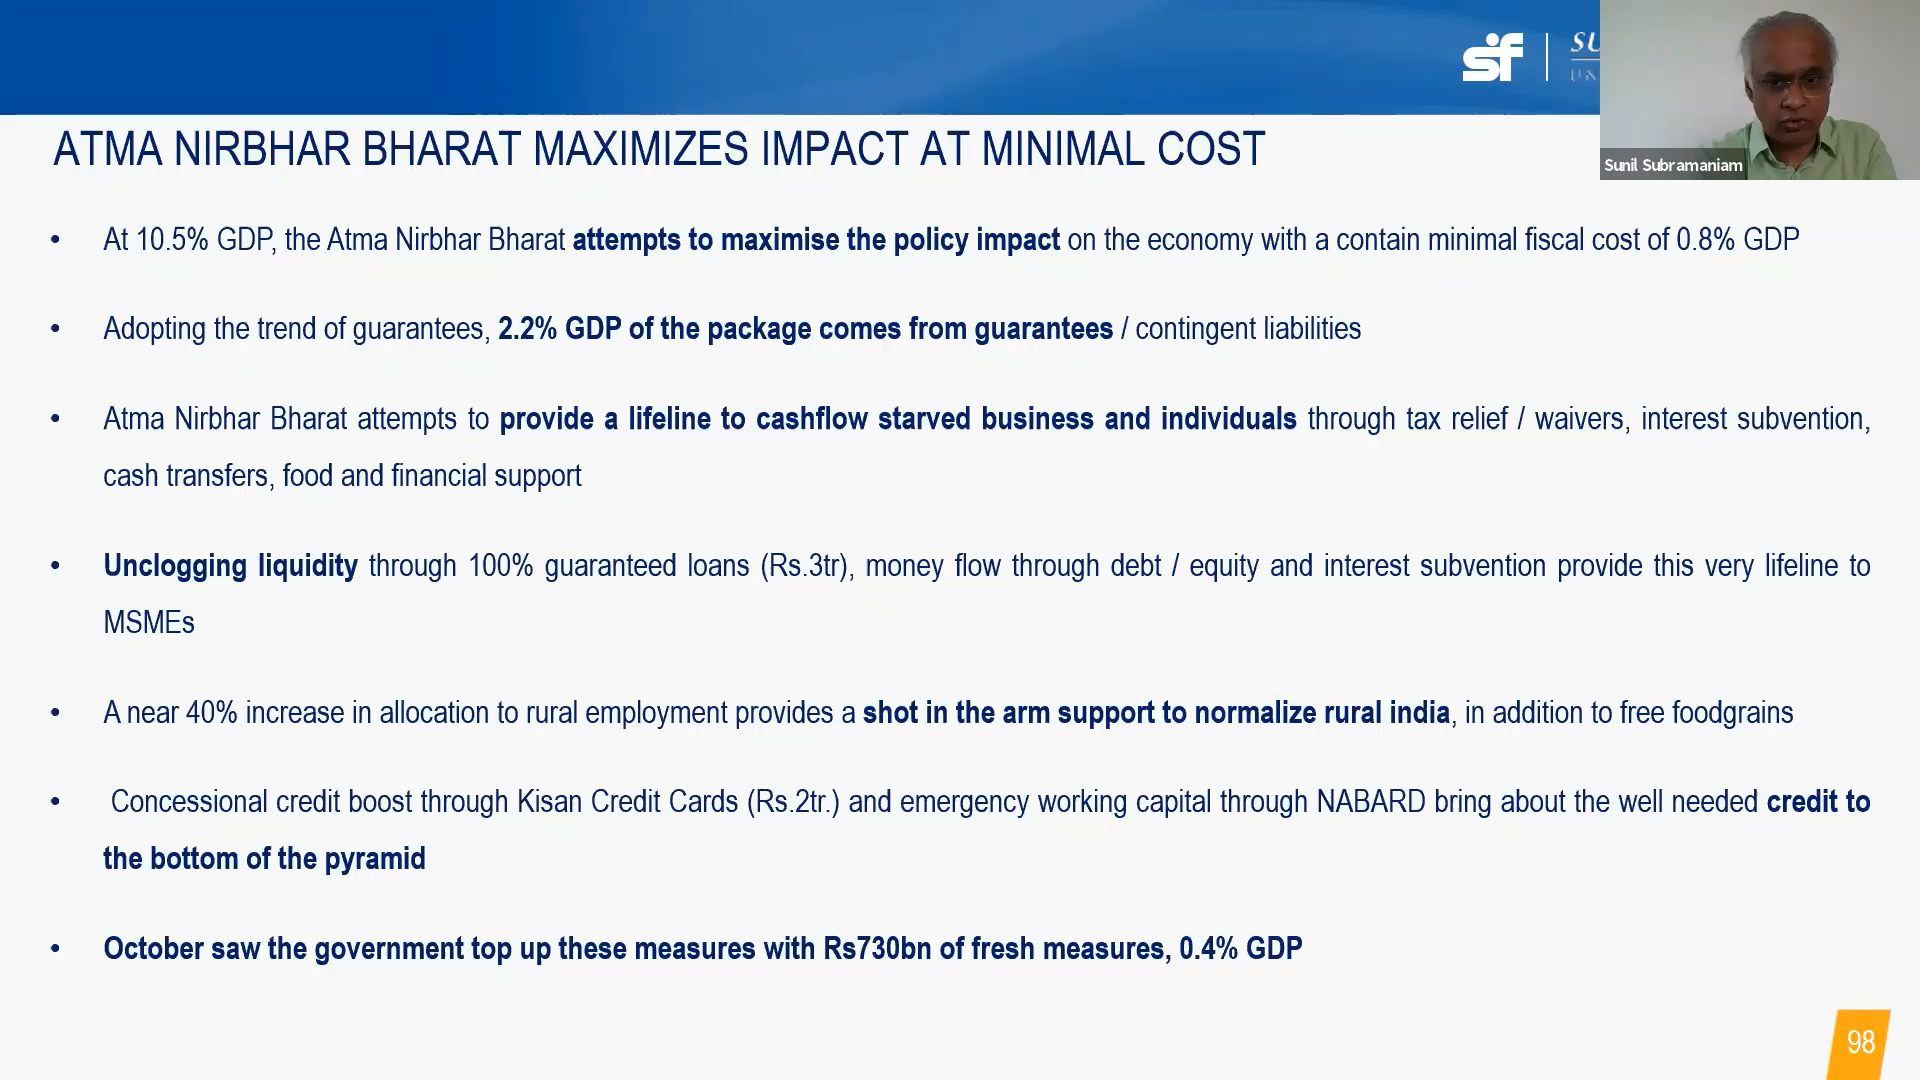 sf
SU
UN
Sunil Subramaniam
ATMA NIRBHAR BHARAT MAXIMIZES IMPACT AT MINIMAL COST
• At 10.5% GDP, the Atma Nirbhar Bharat attempts to maximise the policy impact on the economy with a contain minimal fiscal cost of 0.8% GDP
• Adopting the trend of guarantees, 2.2% GDP of the package comes from guarantees / contingent liabilities
• Atma Nirbhar Bharat attempts to provide a lifeline to cashflow starved business and individuals through tax relief / waivers, interest subvention,
cash transfers, food and financial support
• Unclogging liquidity through 100% guaranteed loans (Rs.3tr), money flow through debt / equity and interest subvention provide this very lifeline to
MSMEs
• A near 40% increase in allocation to rural employment provides a shot in the arm support to normalize rural india, in addition to free foodgrains
• Concessional credit boost through Kisan Credit Cards (Rs.2tr.) and emergency working capital through NABARD bring about the well needed credit to
the bottom of the pyramid
• October saw the government top up these measures with Rs730bn of fresh measures, 0.4% GDP
98